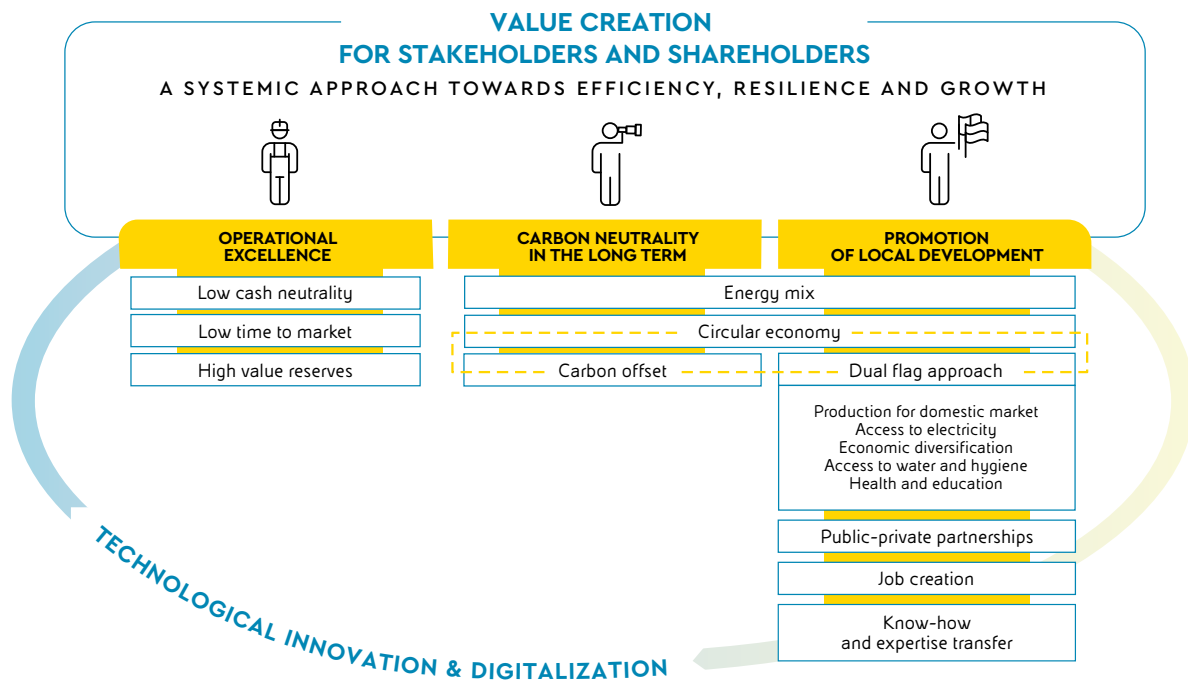 VALUE CREATION
FOR STAKEHOLDERS AND SHAREHOLDERS
A SYSTEMIC APPROACH TOWARDS EFFICIENCY, RESILIENCE AND GROWTH
OPERATIONAL
EXCELLENCE
Low cash neutrality
Low time to market
High value reserves
CARBON NEUTRALITY
IN THE LONG TERM
PROMOTION
OF LOCAL DEVELOPMENT
Energy mix
Circular economy
Carbon offset
Dual flag approach
Production for domestic market
Access to electricity
Economic diversification
Access to water and hygiene
Health and education
Public-private partnerships
Job creation
Know-how
and expertise transfer
TECHNOLOGICAL INNOVATION & DIGITALIZATION